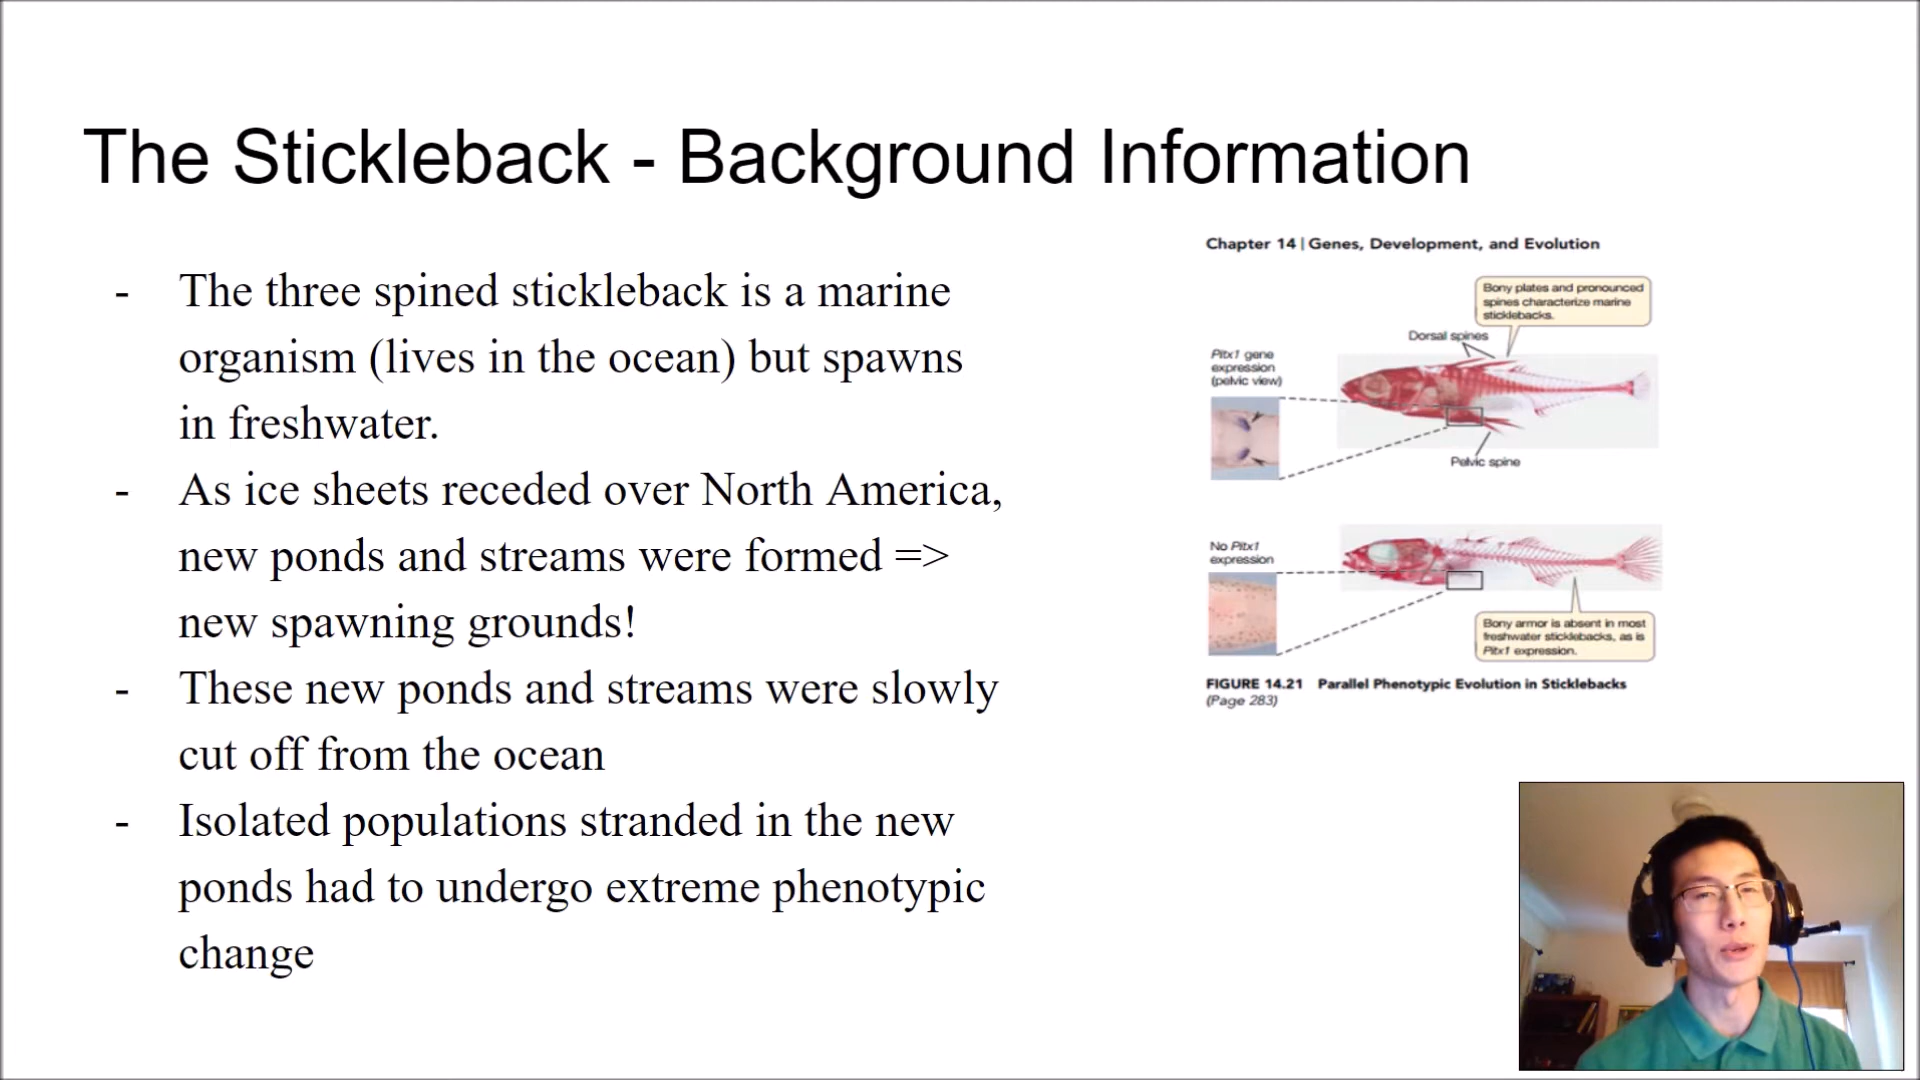 The Stickleback - Background Information
- The three spined stickleback is a marine
organism (lives in the ocean) but spawns
in freshwater.
- As ice sheets receded over North America,
new ponds and streams were formed =>
new spawning grounds!
- These new ponds and streams were slowly
cut off from the ocean
- Isolated populations stranded in the new
ponds had to undergo extreme phenotypic
change
Chapter 14 | Genes, Development, and Evolution
Bony plates and pronounced
spines characterize marine
sticklebacks.
Dorsal spines
Pitx1 gene
expression
(pelvic view)
Pelvic spine
No Pitx1
expression
Bony armor is absent in most
freshwater sticklebacks, as is
Pitx1 expression.
FIGURE 14.21 Parallel Phenotypic Evolution in Sticklebacks
(Page 283)